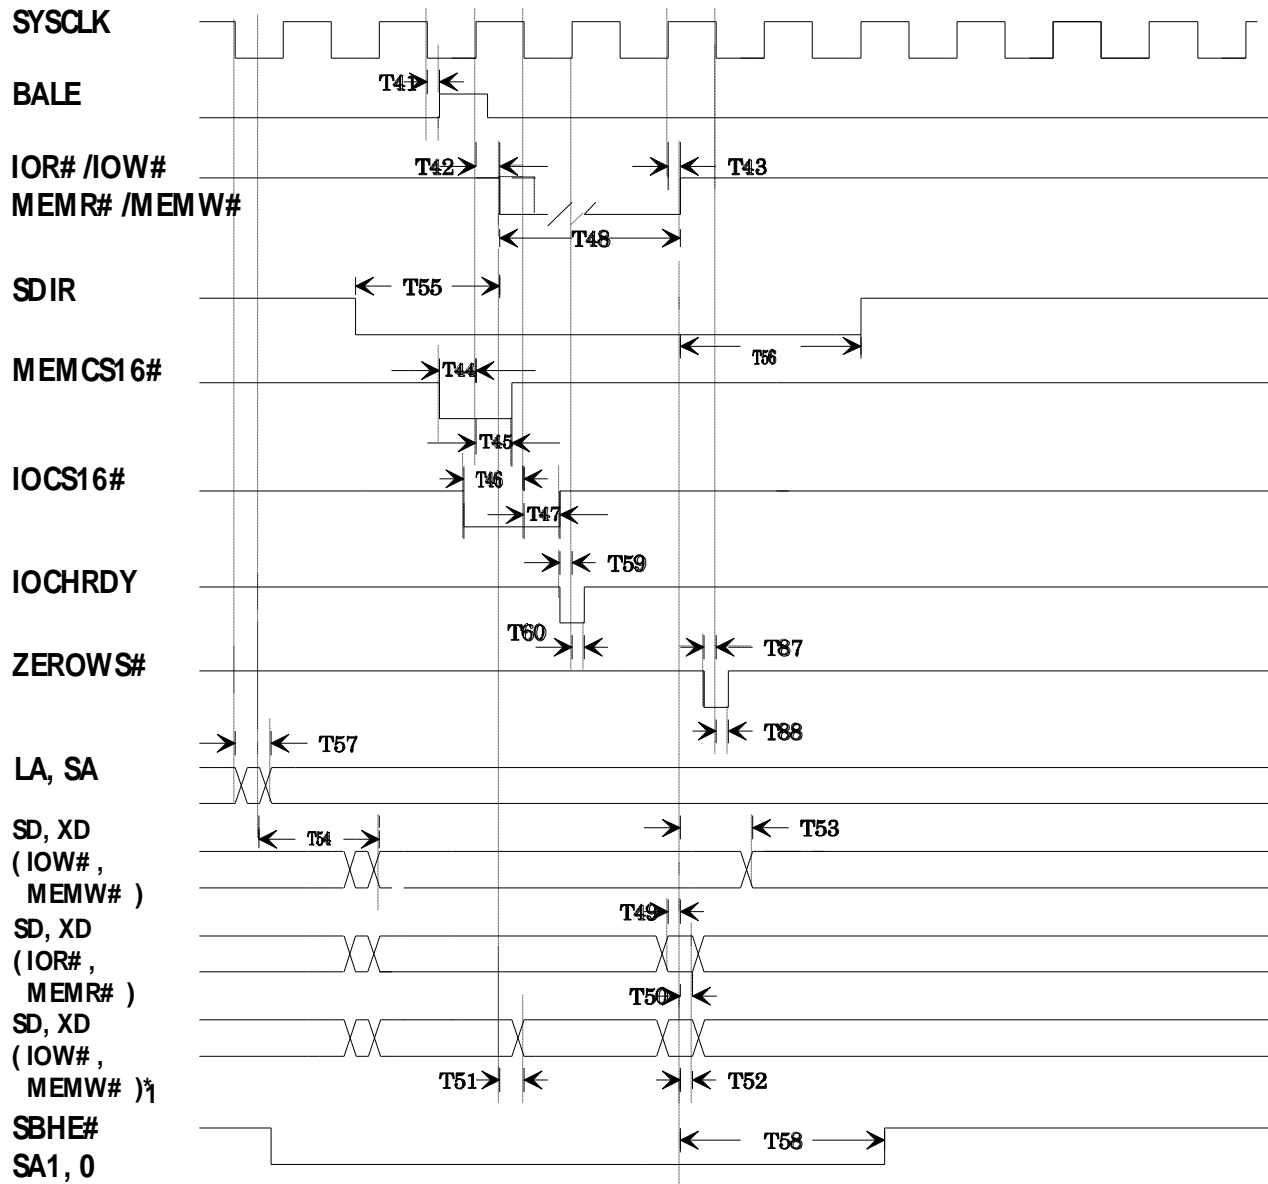 SYSCLK
T41
BALE
IOR# /IOW#
T42
T43
MEMR# /MEMW#
T48
SDIR
T55
T56
MEMCS16#
T44
T45
IOCS16#
T46
T47
IOCHRDY
T59
T60
T87
ZEROWS#
T88
T57
LA, SA
SD, XD
T54
T53
( IOW# ,
MEMW# )
T49
SD, XD
( IOR# ,
MEMR# )
T50
SD, XD
( IOW# ,
MEMW# )*1
T51
T52
SBHE#
T58
SA1, 0